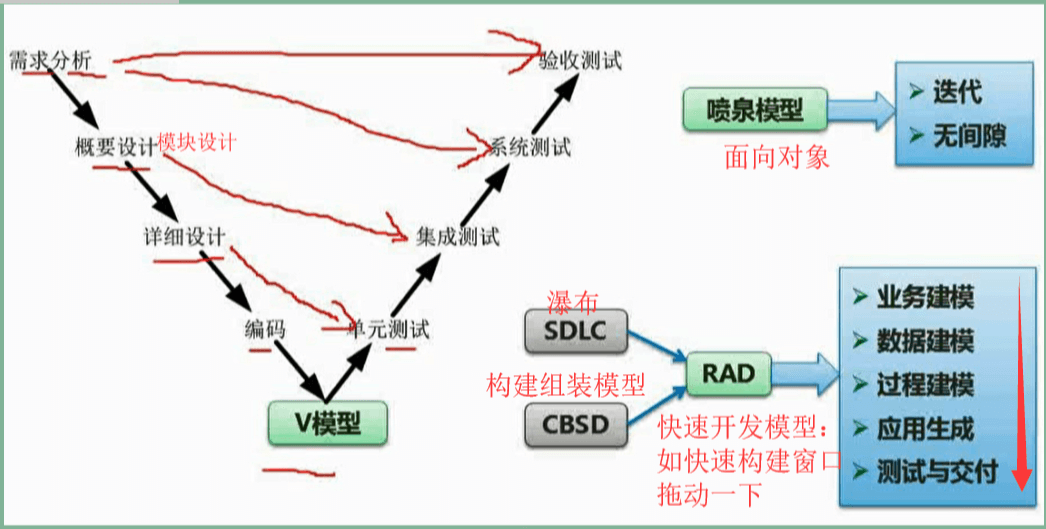 需求分析
验收测试
概要设计
模块设计
系统测试
详细设计
集成测试
编码
单元测试
V模型
喷泉模型
面向对象
迭代
无间隙
瀑布
SDLC
构建组装模型
CBSD
RAD
快速开发模型：
如快速构建窗口
拖动一下
业务建模
数据建模
过程建模
应用生成
测试与交付